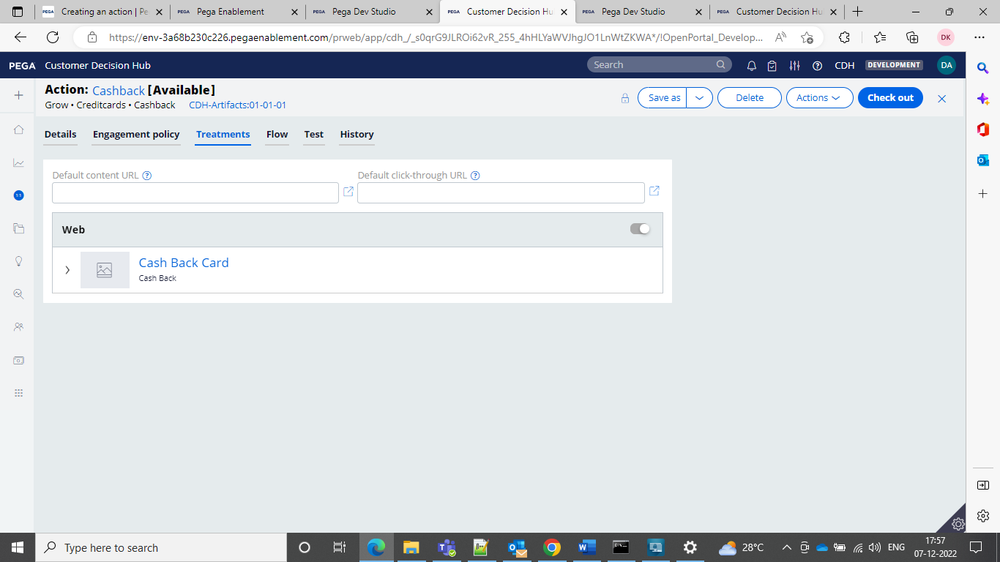 Creating an action | Pe
PEGA Pega Enablement
PEGA Pega Dev Studio
PEGA Customer Decision Hu
PEGA Pega Dev Studio
PEGA Customer Decision Hu
https://env-3a68b230c226.pegaenablement.com/prweb/app/cdh_/_s0qrG9JLROi62vR_255_4hHLYaWVJhgJO1LnWtZKWA*/!OpenPortal_Develop...
DK
PEGA Customer Decision Hub
Search
CDH DEVELOPMENT DA
Action: Cashback [Available]
Grow • Creditcards • Cashback CDH-Artifacts:01-01-01
Save as
Delete
Actions
Check out
Details Engagement policy Treatments Flow Test History
Default content URL ?
Default click-through URL ?
Web
Cash Back Card
Cash Back
Type here to search
28°C
ENG
17:57
07-12-2022